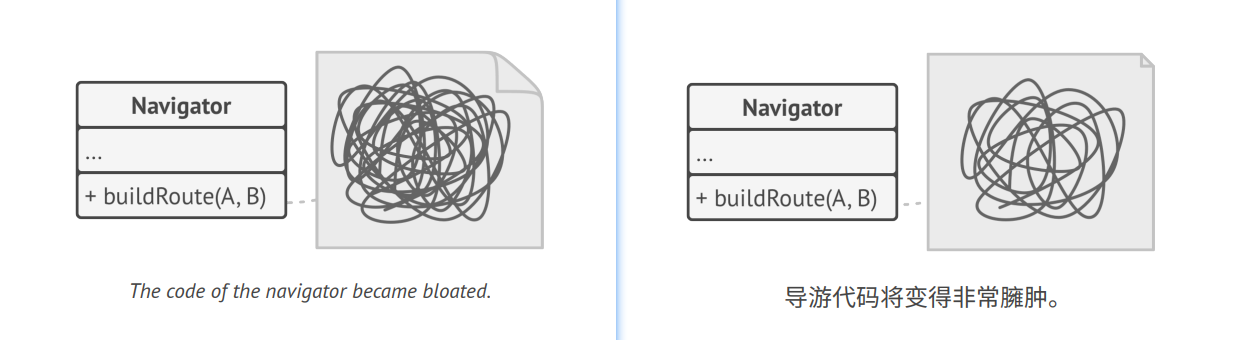 Navigator
...
+ buildRoute(A, B)
The code of the navigator became bloated.
Navigator
...
+ buildRoute(A, B)
导游代码将变得非常臃肿。